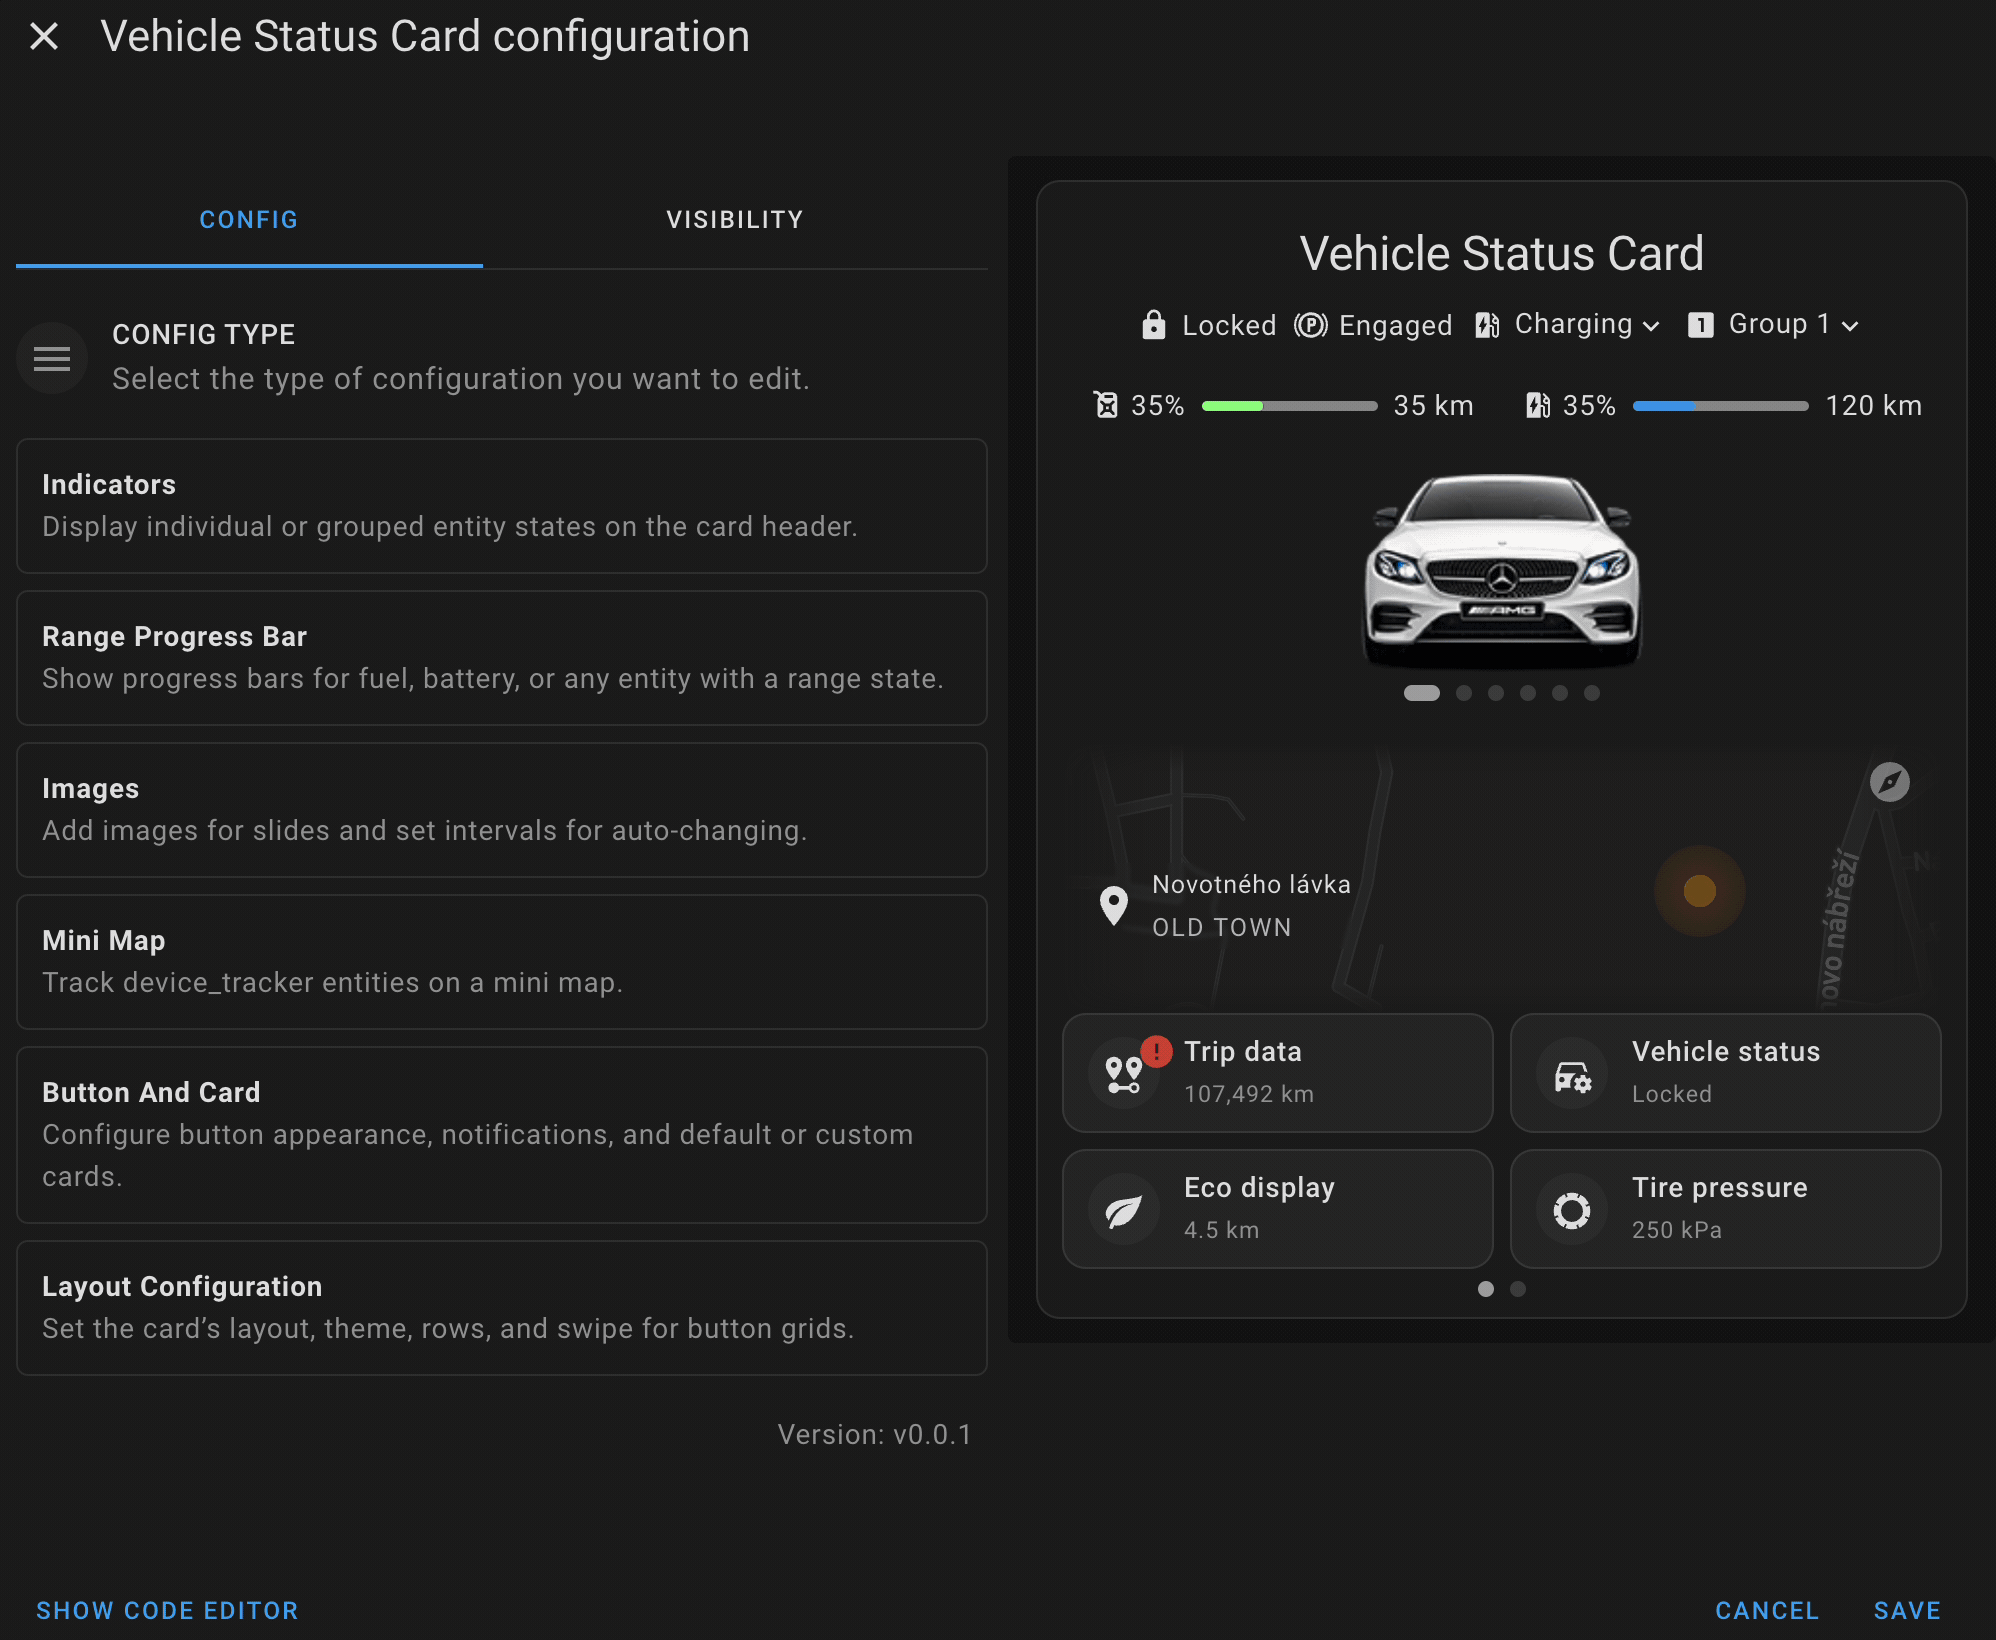 Vehicle Status Card configuration
CONFIG
VISIBILITY
CONFIG TYPE
Select the type of configuration you want to edit.
Indicators
Display individual or grouped entity states on the card header.
Range Progress Bar
Show progress bars for fuel, battery, or any entity with a range state.
Images
Add images for slides and set intervals for auto-changing.
Mini Map
Track device_tracker entities on a mini map.
Button And Card
Configure button appearance, notifications, and default or custom
cards.
Layout Configuration
Set the card’s layout, theme, rows, and swipe for button grids.
Version: v0.0.1
Vehicle Status Card
Locked Engaged Charging 1 Group 1
35% 35 km 35% 120 km
AMG
Novotného lávka
OLD TOWN
ovo nábřeží
N
Trip data
107,492 km
Vehicle status
Locked
Eco display
4.5 km
Tire pressure
250 kPa
SHOW CODE EDITOR
CANCEL
SAVE